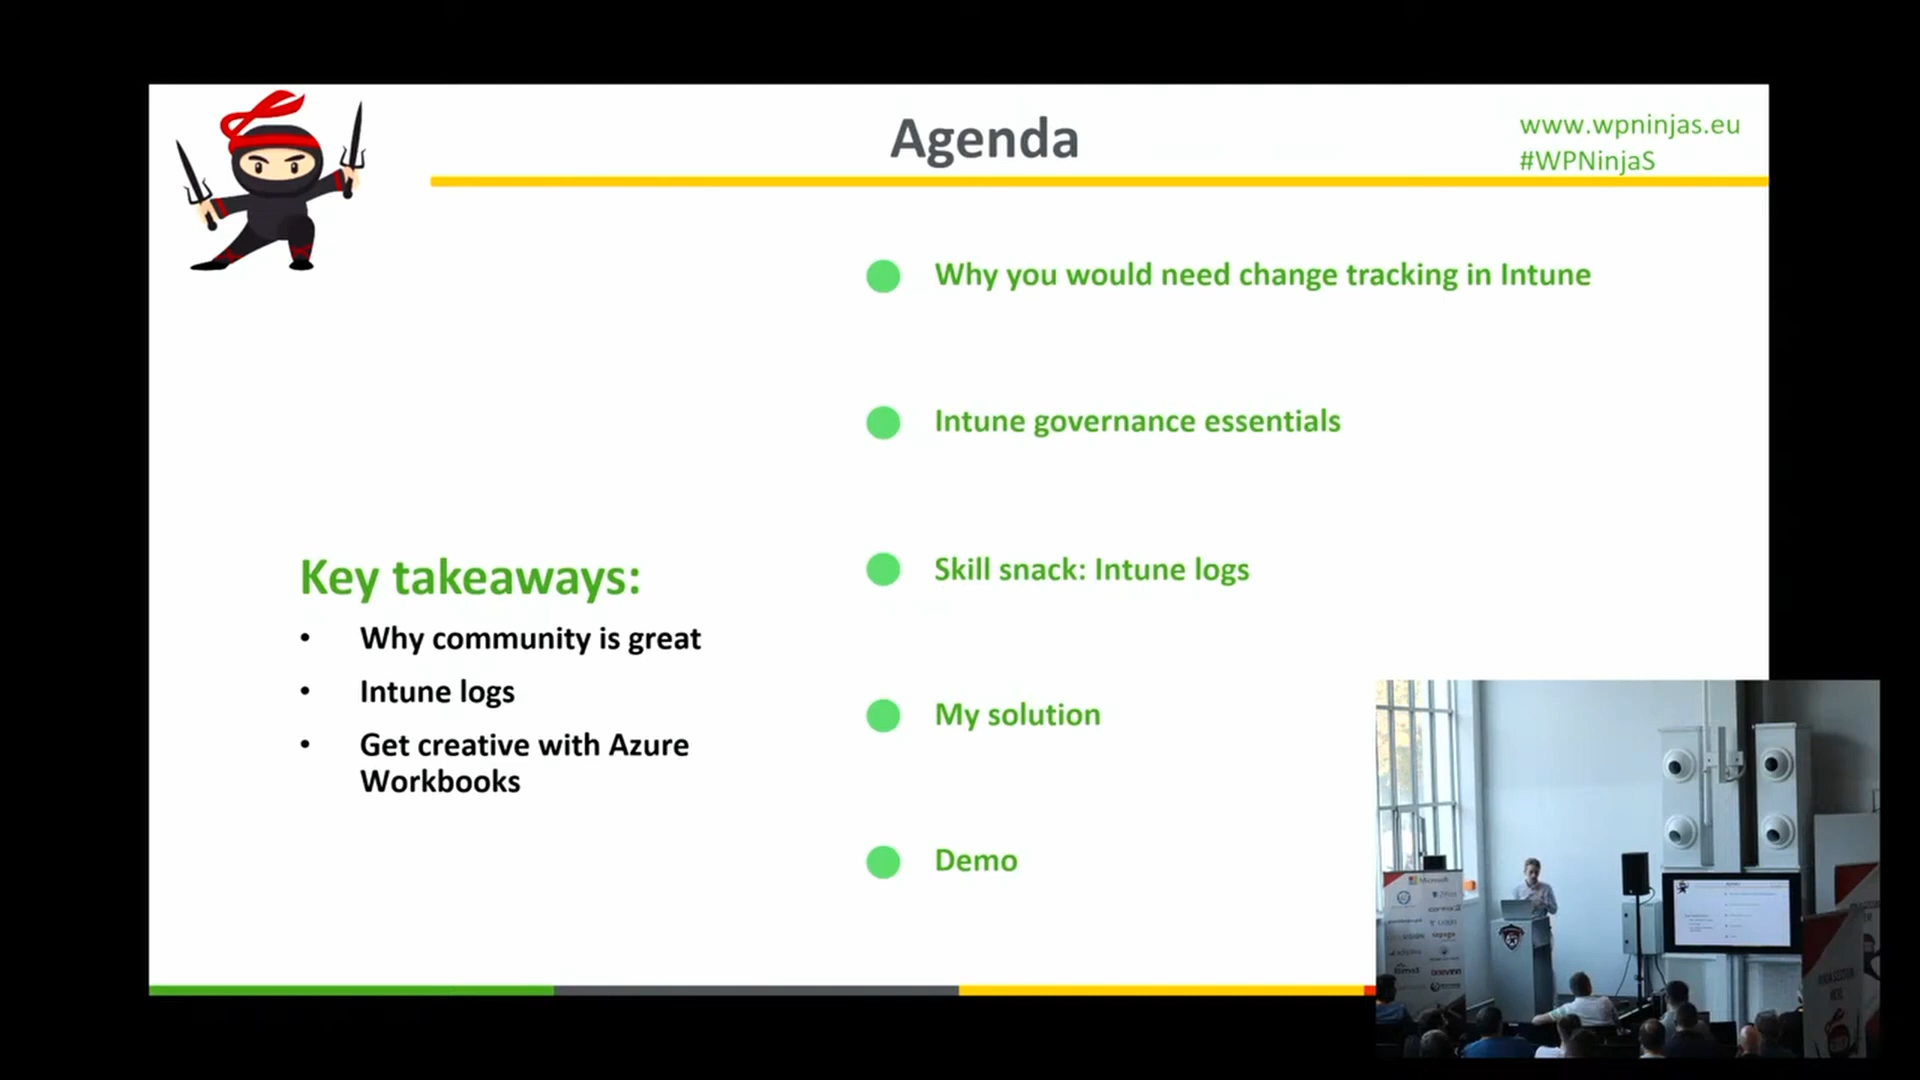 Agenda
www.wpninjas.eu
#WPNinjaS
Why you would need change tracking in Intune
Intune governance essentials
Skill snack: Intune logs
My solution
Demo
Key takeaways:
• Why community is great
• Intune logs
• Get creative with Azure
Workbooks
Microsoft